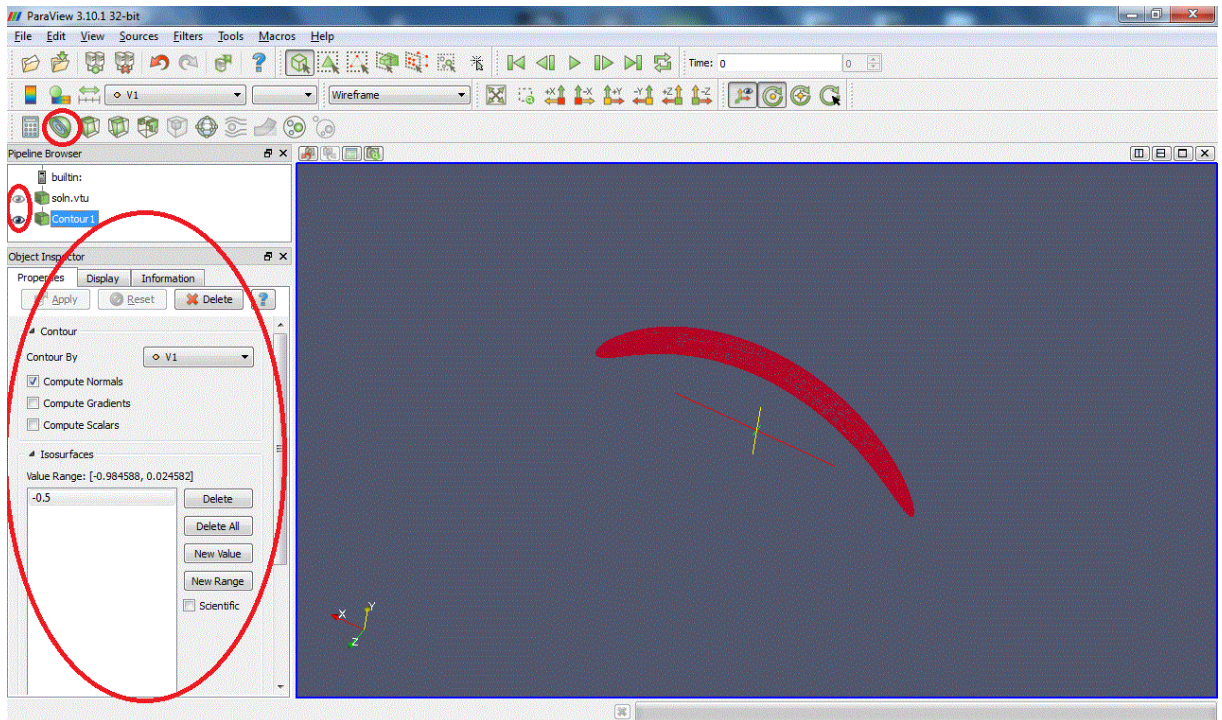 ParaView 3.10.1 32-bit
File Edit View Sources Filters Tools Macros Help
? Time: 0 0
V1 Wireframe +X -X +Y -Y +Z -Z
Pipeline Browser
builtin:
soln.vtu
Contour1
Object Inspector
Properties Display Information
Apply Reset Delete ?
Contour
Contour By V1
Compute Normals
Compute Gradients
Compute Scalars
Isosurfaces
Value Range: [-0.984588, 0.024582]
-0.5 Delete
Delete All
New Value
New Range
Scientific
X Y
Z